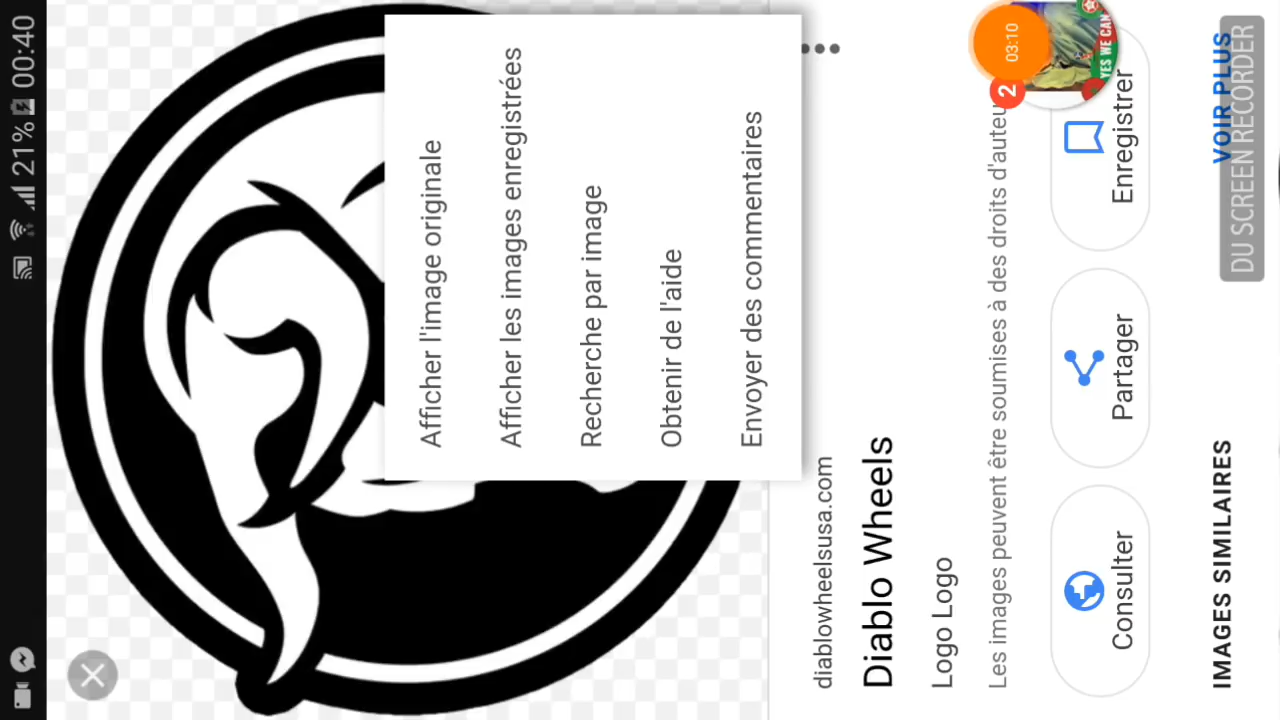 21% 00:40
Afficher l'image originale
Afficher les images enregistrées
Recherche par image
Obtenir de l'aide
Envoyer des commentaires
diablowheelsusa.com
Diablo Wheels
Logo Logo
Les images peuvent être soumises à des droits d'auteu
2
03:10
YES WE CAN
Consulter
Partager
Enregistrer
IMAGES SIMILAIRES
VOIR PLUS
DU SCREEN RECORDER